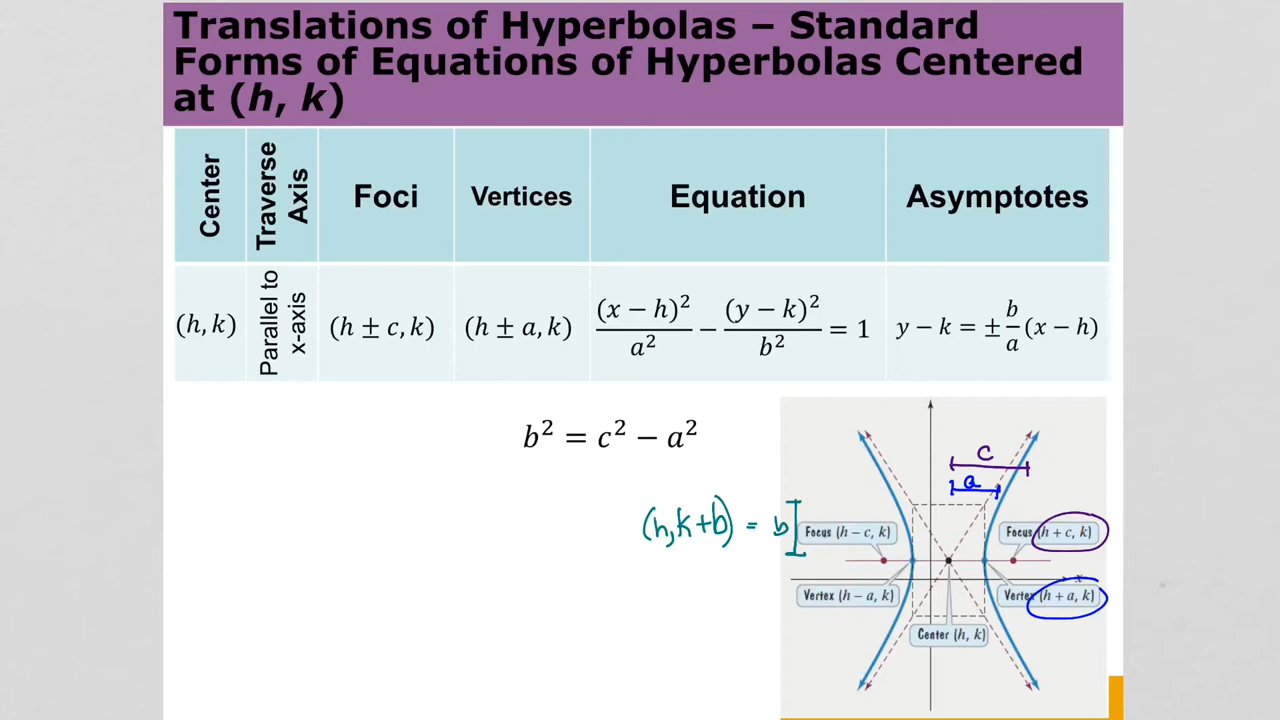 Translations of Hyperbolas – Standard
Forms of Equations of Hyperbolas Centered
at (h, k)
Center
Traverse
Axis
Foci
Vertices
Equation
Asymptotes
(h, k)
Parallel to
x-axis
(h ± c, k)
(h ± a, k)
(x − h)²/a² − (y − k)²/b² = 1
y − k = ± b/a (x − h)
b² = c² − a²
c
a
(h, k+b) = b
Focus (h − c, k)
Focus (h + c, k)
x
Vertex (h − a, k)
Vertex (h + a, k)
Center (h, k)